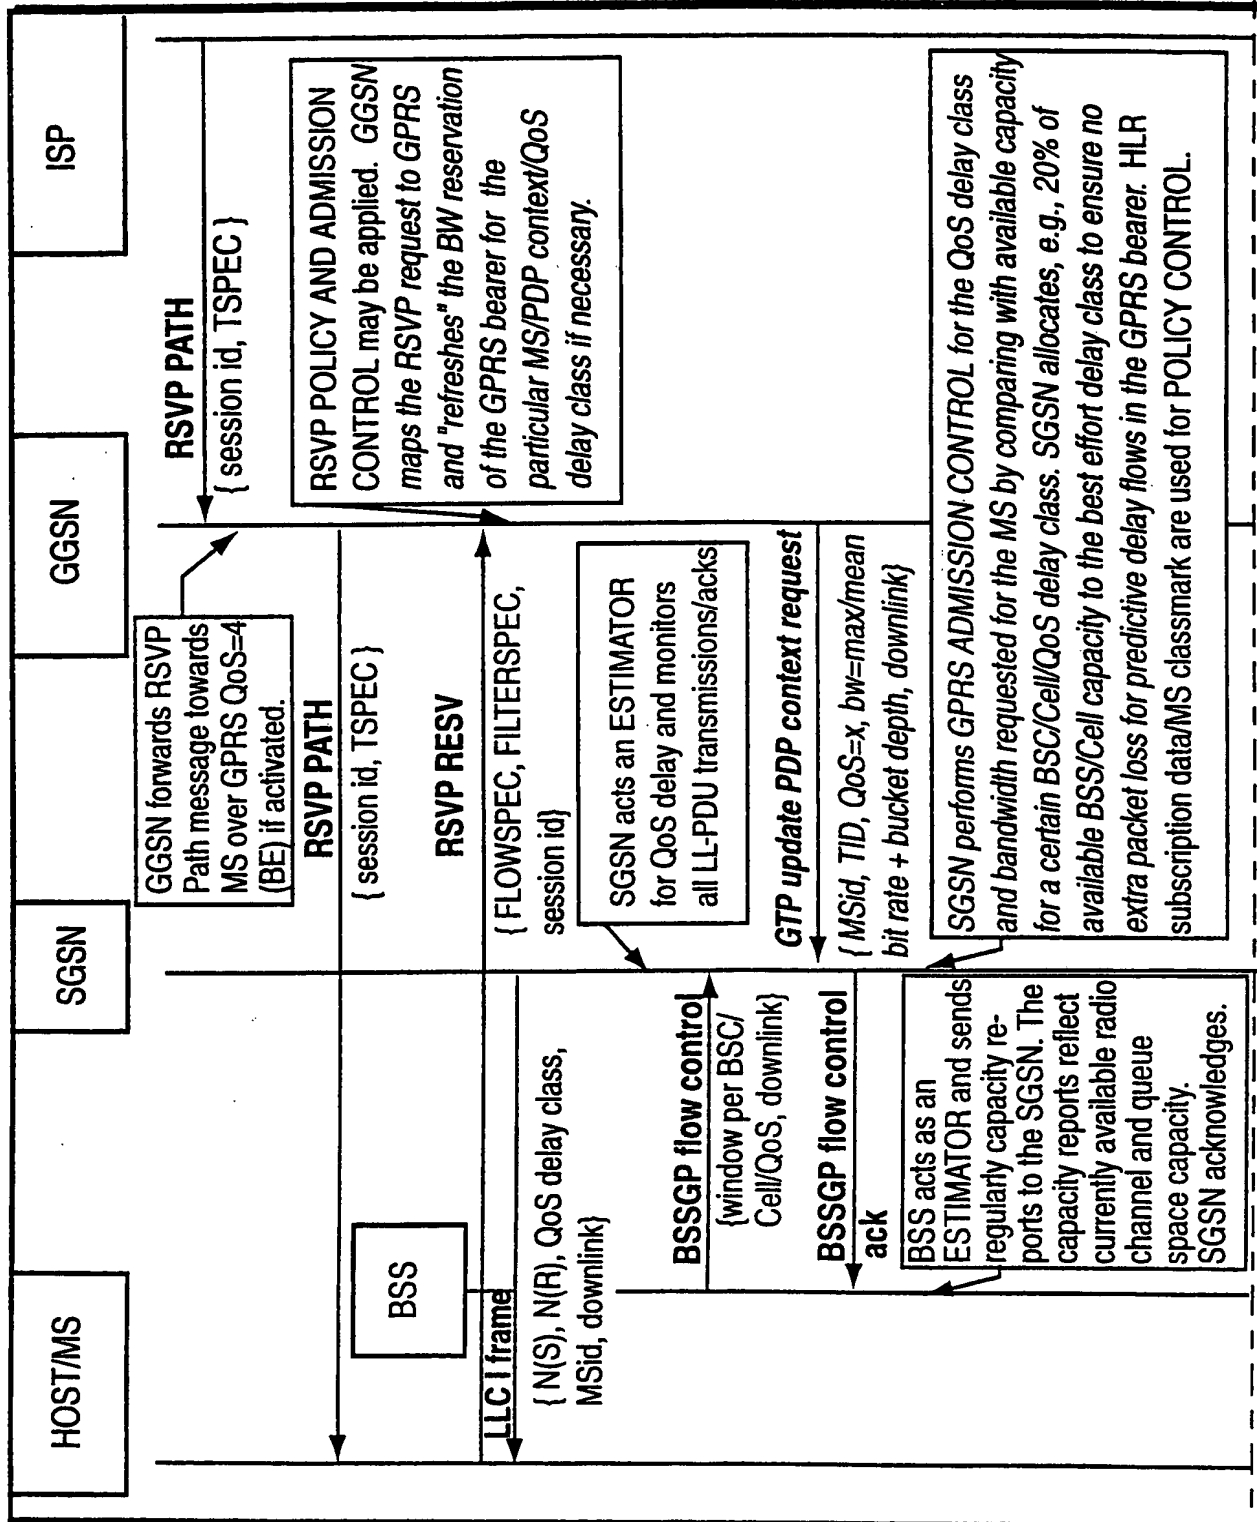 HOST/MS
SGSN
GGSN
ISP
RSVP PATH
{ session id, TSPEC }
GGSN forwards RSVP
Path message towards
MS over GPRS QoS=4
(BE) if activated.
RSVP POLICY AND ADMISSION
CONTROL may be applied. GGSN
maps the RSVP request to GPRS
and "refreshes" the BW reservation
of the GPRS bearer for the
particular MS/PDP context/QoS
delay class if necessary.
RSVP PATH
{ session id, TSPEC }
BSS
RSVP RESV
{ FLOWSPEC, FILTERSPEC,
session id}
LLC I frame
{ N(S), N(R), QoS delay class,
MSid, downlink}
SGSN acts an ESTIMATOR
for QoS delay and monitors
all LL-PDU transmissions/acks
BSSGP flow control
{window per BSC/
Cell/QoS, downlink}
GTP update PDP context request
{ MSid, TID, QoS=x, bw=max/mean
bit rate + bucket depth, downlink}
BSSGP flow control
ack
BSS acts as an
ESTIMATOR and sends
regularly capacity re-
ports to the SGSN. The
capacity reports reflect
currently available radio
channel and queue
space capacity.
SGSN acknowledges.
SGSN performs GPRS ADMISSION CONTROL for the QoS delay class
and bandwidth requested for the MS by comparing with available capacity
for a certain BSC/Cell/QoS delay class. SGSN allocates, e.g., 20% of
available BSS/Cell capacity to the best effort delay class to ensure no
extra packet loss for predictive delay flows in the GPRS bearer. HLR
subscription data/MS classmark are used for POLICY CONTROL.